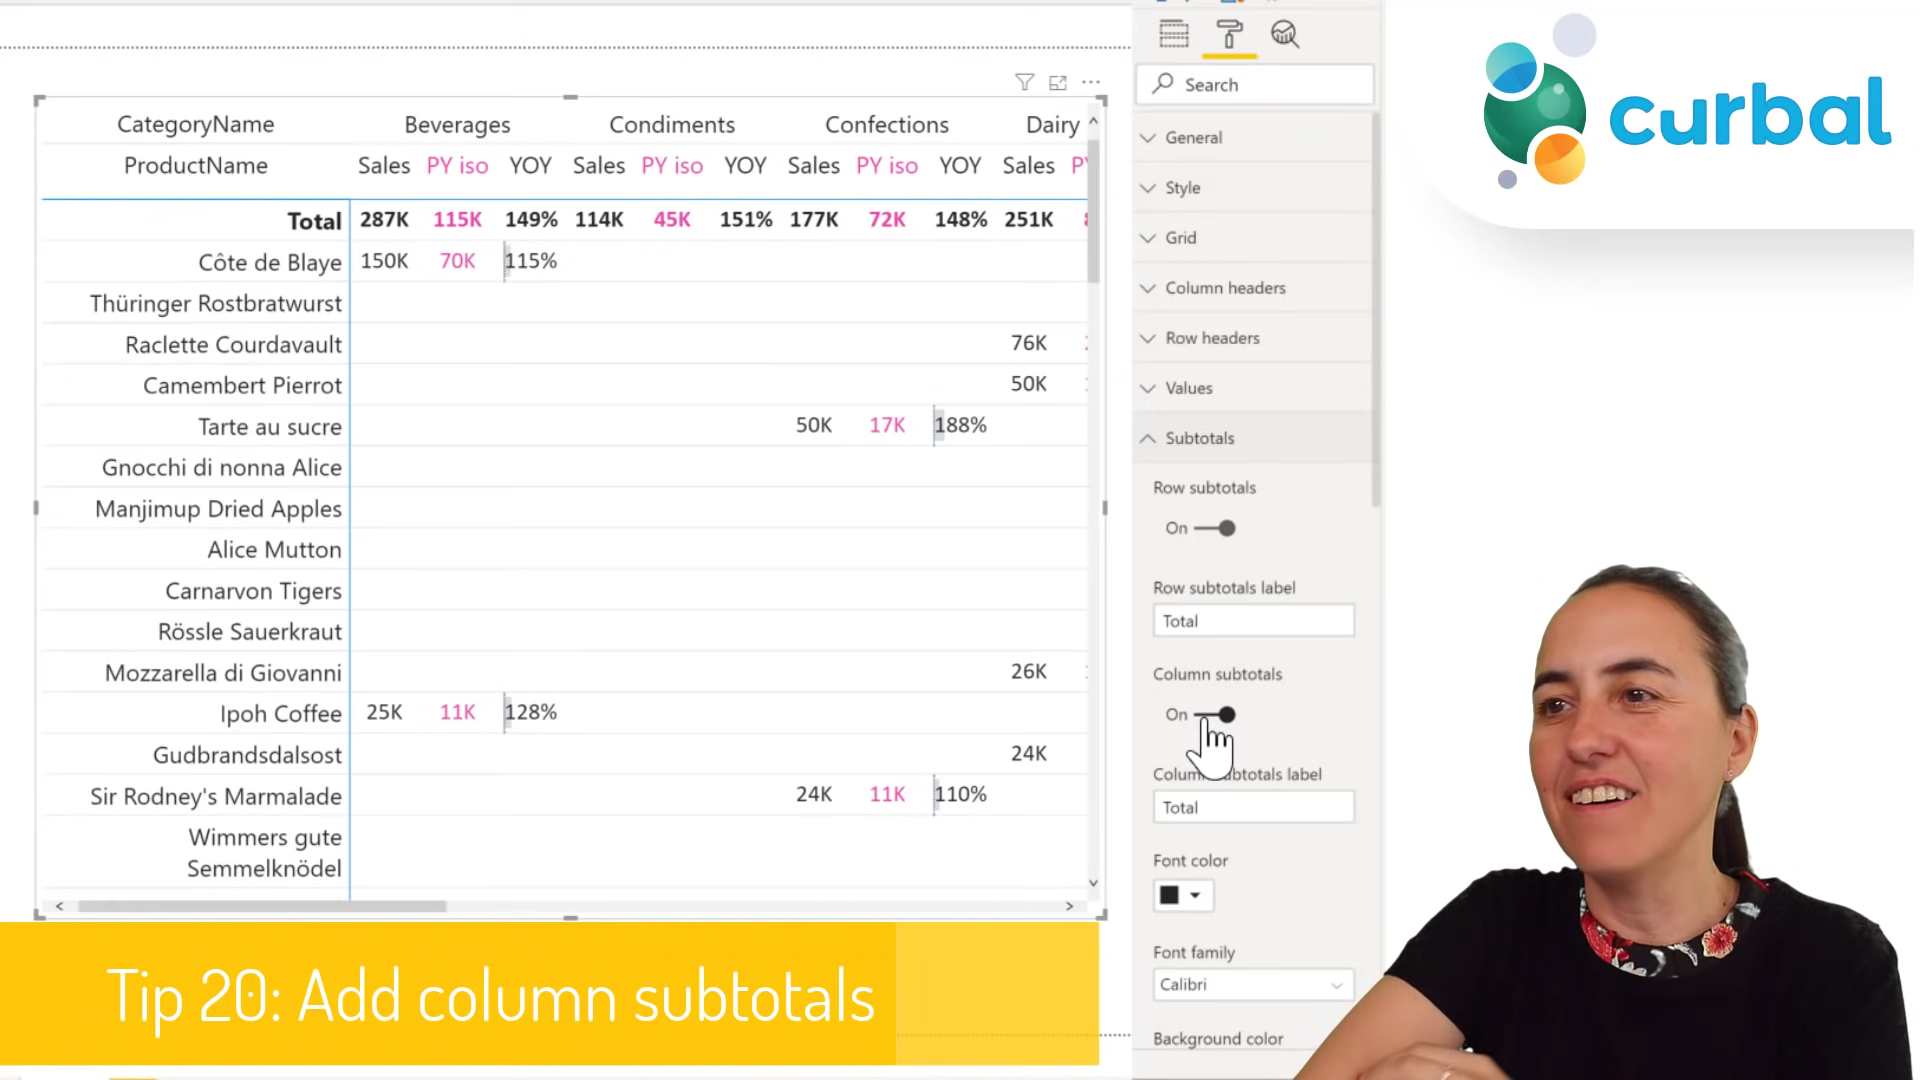 CategoryName Beverages Condiments Confections Dairy
ProductName Sales PY iso YOY Sales PY iso YOY Sales PY iso YOY Sales
Total 287K 115K 149% 114K 45K 151% 177K 72K 148% 251K
Côte de Blaye 150K 70K 115%
Thüringer Rostbratwurst
Raclette Courdavault 76K
Camembert Pierrot 50K
Tarte au sucre 50K 17K 188%
Gnocchi di nonna Alice
Manjimup Dried Apples
Alice Mutton
Carnarvon Tigers
Rössle Sauerkraut
Mozzarella di Giovanni 26K
Ipoh Coffee 25K 11K 128%
Gudbrandsdalsost 24K
Sir Rodney's Marmalade 24K 11K 110%
Wimmers gute
Semmelknödel
Tip 20: Add column subtotals
Search
General
Style
Grid
Column headers
Row headers
Values
Subtotals
Row subtotals
On
Row subtotals label
Total
Column subtotals
On
Column subtotals label
Total
Font color
Font family
Calibri
Background color
curbal